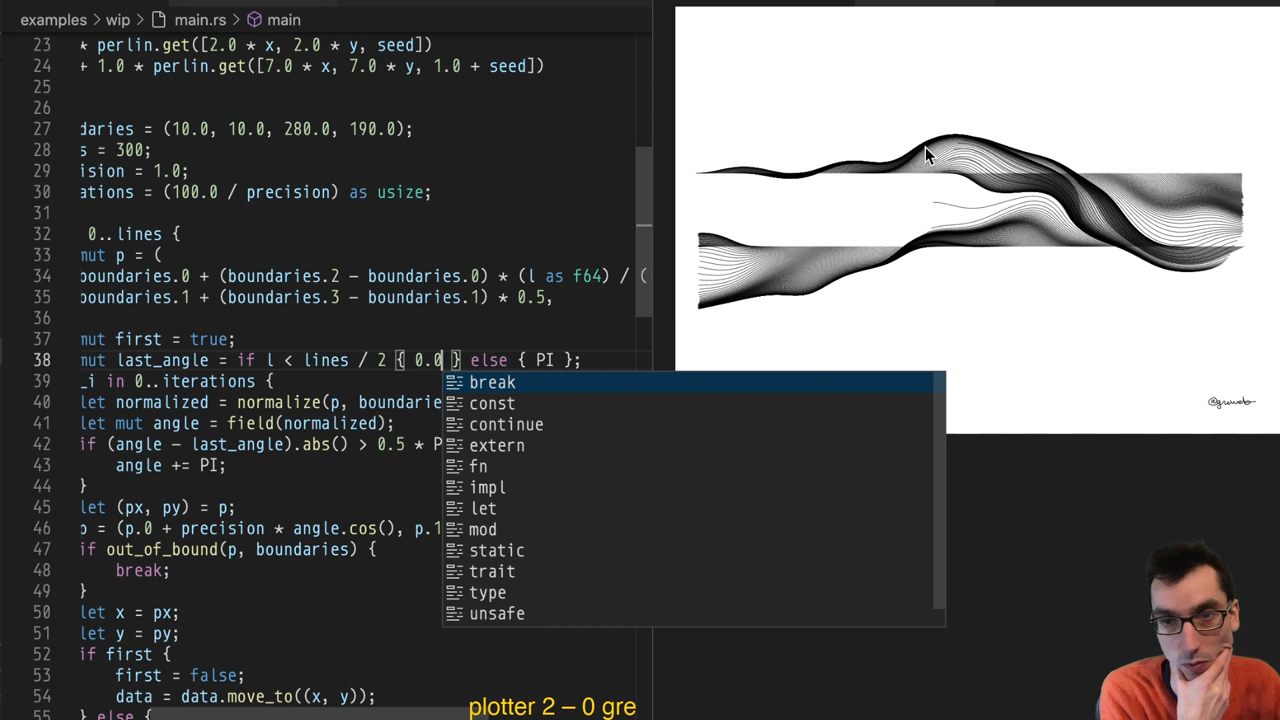 examples › wip › main.rs › main
23 * perlin.get([2.0 * x, 2.0 * y, seed])
24 + 1.0 * perlin.get([7.0 * x, 7.0 * y, 1.0 + seed])
25
26
27 daries = (10.0, 10.0, 280.0, 190.0);
28 s = 300;
29 ision = 1.0;
30 ations = (100.0 / precision) as usize;
31
32 0..lines {
33 mut p = (
34 boundaries.0 + (boundaries.2 - boundaries.0) * (l as f64) / (
35 boundaries.1 + (boundaries.3 - boundaries.1) * 0.5,
36
37 mut first = true;
38 mut last_angle = if l < lines / 2 { 0.0 } else { PI };
39 _i in 0..iterations {
40 let normalized = normalize(p, boundarie
41 let mut angle = field(normalized);
42 if (angle - last_angle).abs() > 0.5 * P
43 angle += PI;
44 }
45 let (px, py) = p;
46 p = (p.0 + precision * angle.cos(), p.1
47 if out_of_bound(p, boundaries) {
48 break;
49 }
50 let x = px;
51 let y = py;
52 if first {
53 first = false;
54 data = data.move_to((x, y));
55 } else {
break
const
continue
extern
fn
impl
let
mod
static
trait
type
unsafe
@greweb
plotter 2 – 0 gre